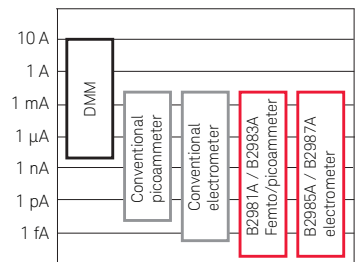 10 A
1 A
1 mA
1 µA
1 nA
1 pA
1 fA
DMM
Conventional
picoammeter
Conventional
electrometer
B2981A / B2983A
Femto/picoammeter
B2985A / B2987A
electrometer